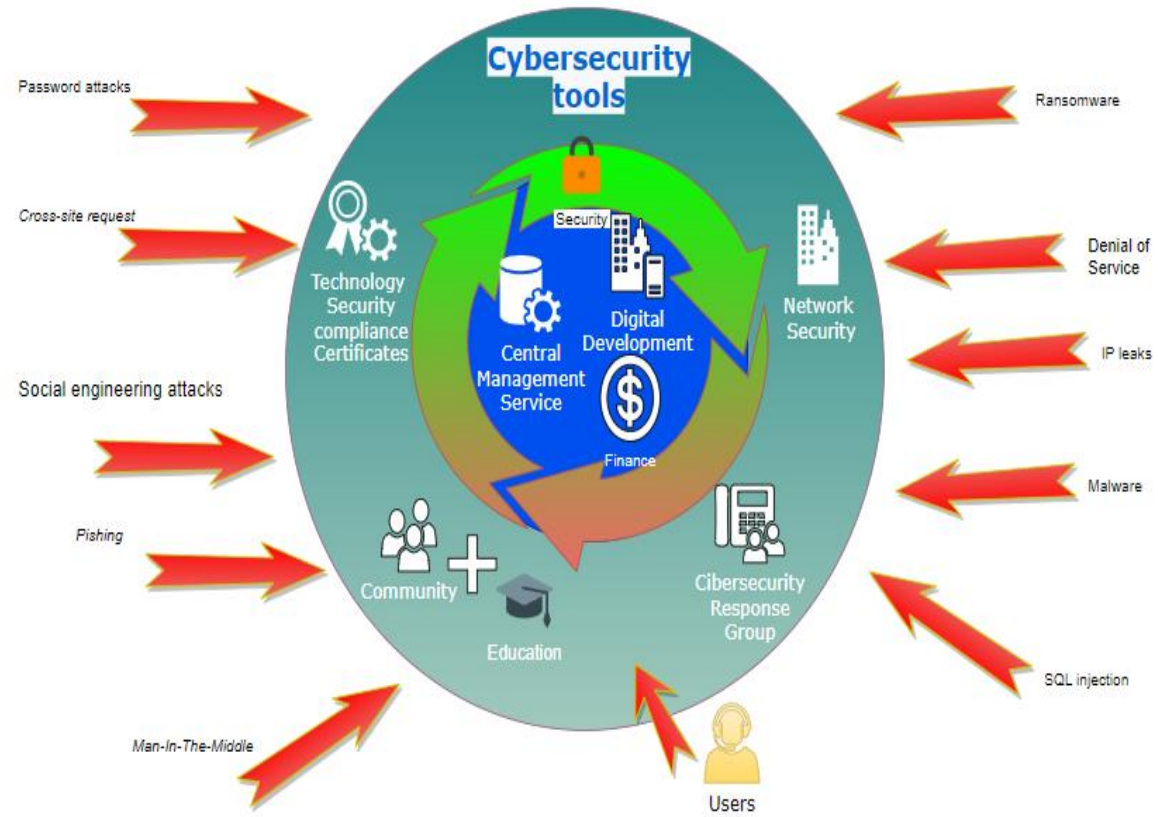 Cybersecurity
tools
Password attacks
Ransomware
Cross-site request
Security
Denial of
Service
Technology
Security
compliance
Certificates
Network
Security
Digital
Development
Central
Management
Service
IP leaks
Social engineering attacks
Finance
Malware
Pishing
Community
Cibersecurity
Response
Group
Education
SQL injection
Man-In-The-Middle
Users